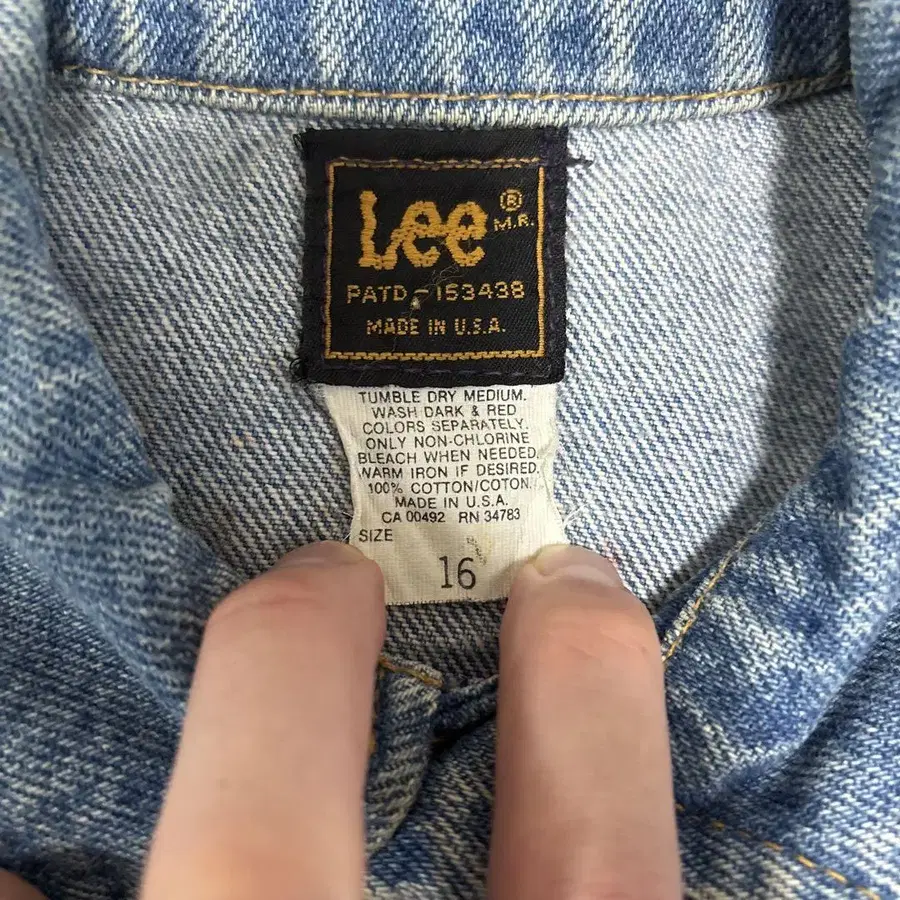 Lee ®
M.R.
PATD - 153438
MADE IN U.S.A.
TUMBLE DRY MEDIUM.
WASH DARK & RED
COLORS SEPARATELY.
ONLY NON-CHLORINE
BLEACH WHEN NEEDED.
WARM IRON IF DESIRED.
100% COTTON/COTON.
MADE IN U.S.A.
CA 00492 RN 34783
SIZE
16